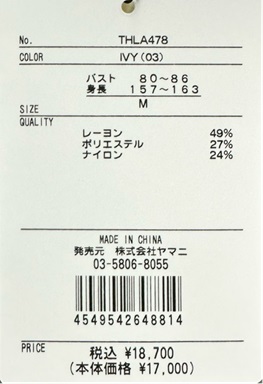 No. THLA478
COLOR IVY(03)
バスト 80~86
身長 157~163
SIZE M
QUALITY
レーヨン 49%
ポリエステル 27%
ナイロン 24%
MADE IN CHINA
発売元 株式会社ヤマニ
03-5806-8055
4549542648814
PRICE 税込 ¥18,700
(本体価格 ¥17,000)